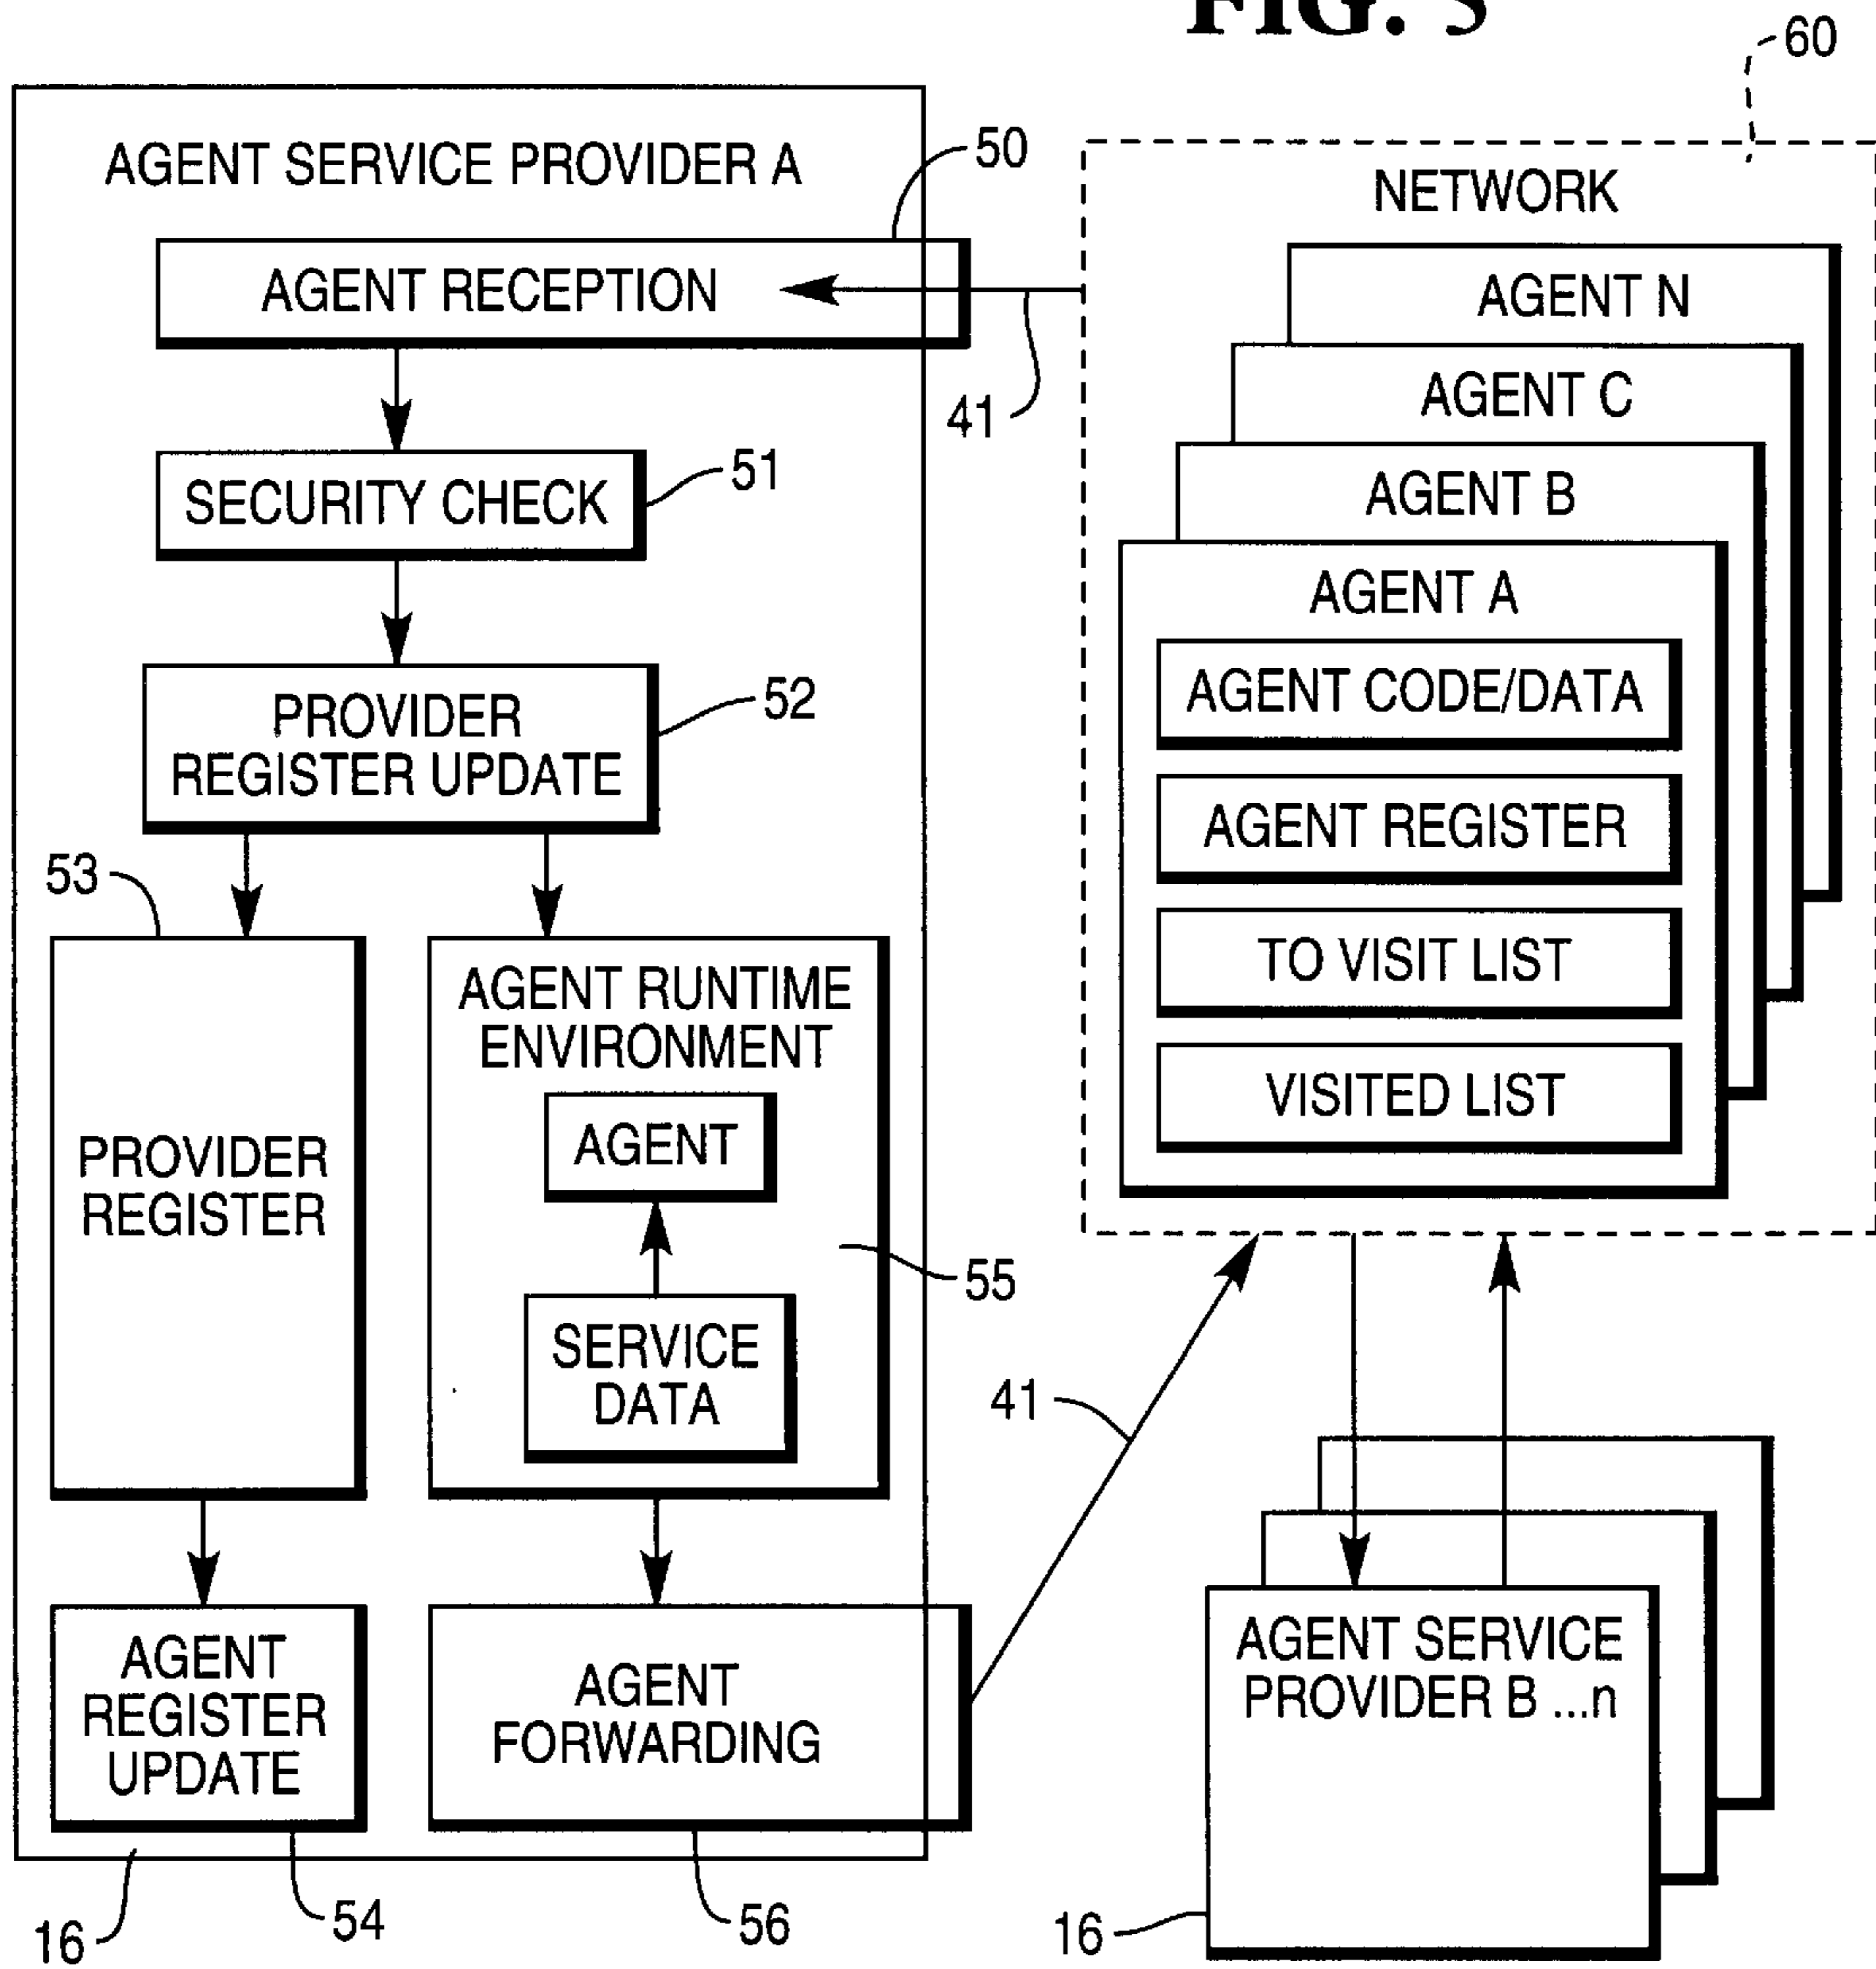 FIG. 5
60
AGENT SERVICE PROVIDER A
50
NETWORK
AGENT RECEPTION
41
AGENT N
AGENT C
AGENT B
AGENT A
SECURITY CHECK
51
AGENT CODE/DATA
PROVIDER
REGISTER UPDATE
52
AGENT REGISTER
53
TO VISIT LIST
VISITED LIST
PROVIDER
REGISTER
AGENT RUNTIME
ENVIRONMENT
AGENT
55
SERVICE
DATA
41
AGENT
REGISTER
UPDATE
AGENT
FORWARDING
AGENT SERVICE
PROVIDER B ...n
16
54
56
16